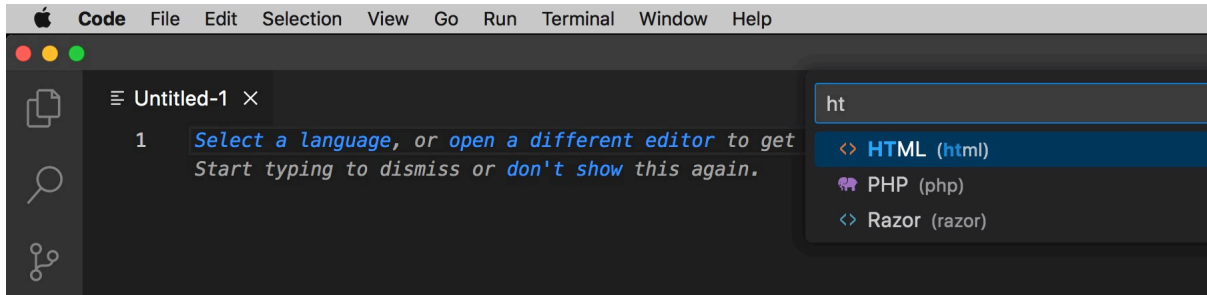 Code File Edit Selection View Go Run Terminal Window Help
Untitled-1
ht
1 Select a language, or open a different editor to get
Start typing to dismiss or don't show this again.
HTML (html)
PHP (php)
Razor (razor)